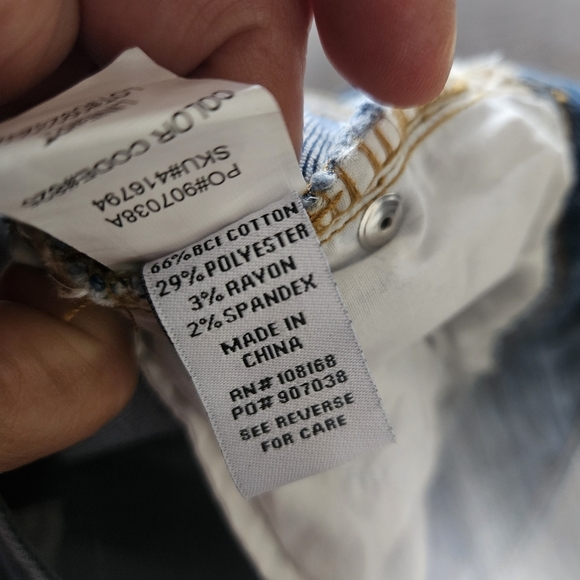 COLOR CODE#825
SKU#416794
PO#907038A
66% BCI COTTON
29% POLYESTER
3% RAYON
2% SPANDEX
MADE IN
CHINA
RN# 108168
PO# 907038
SEE REVERSE
FOR CARE